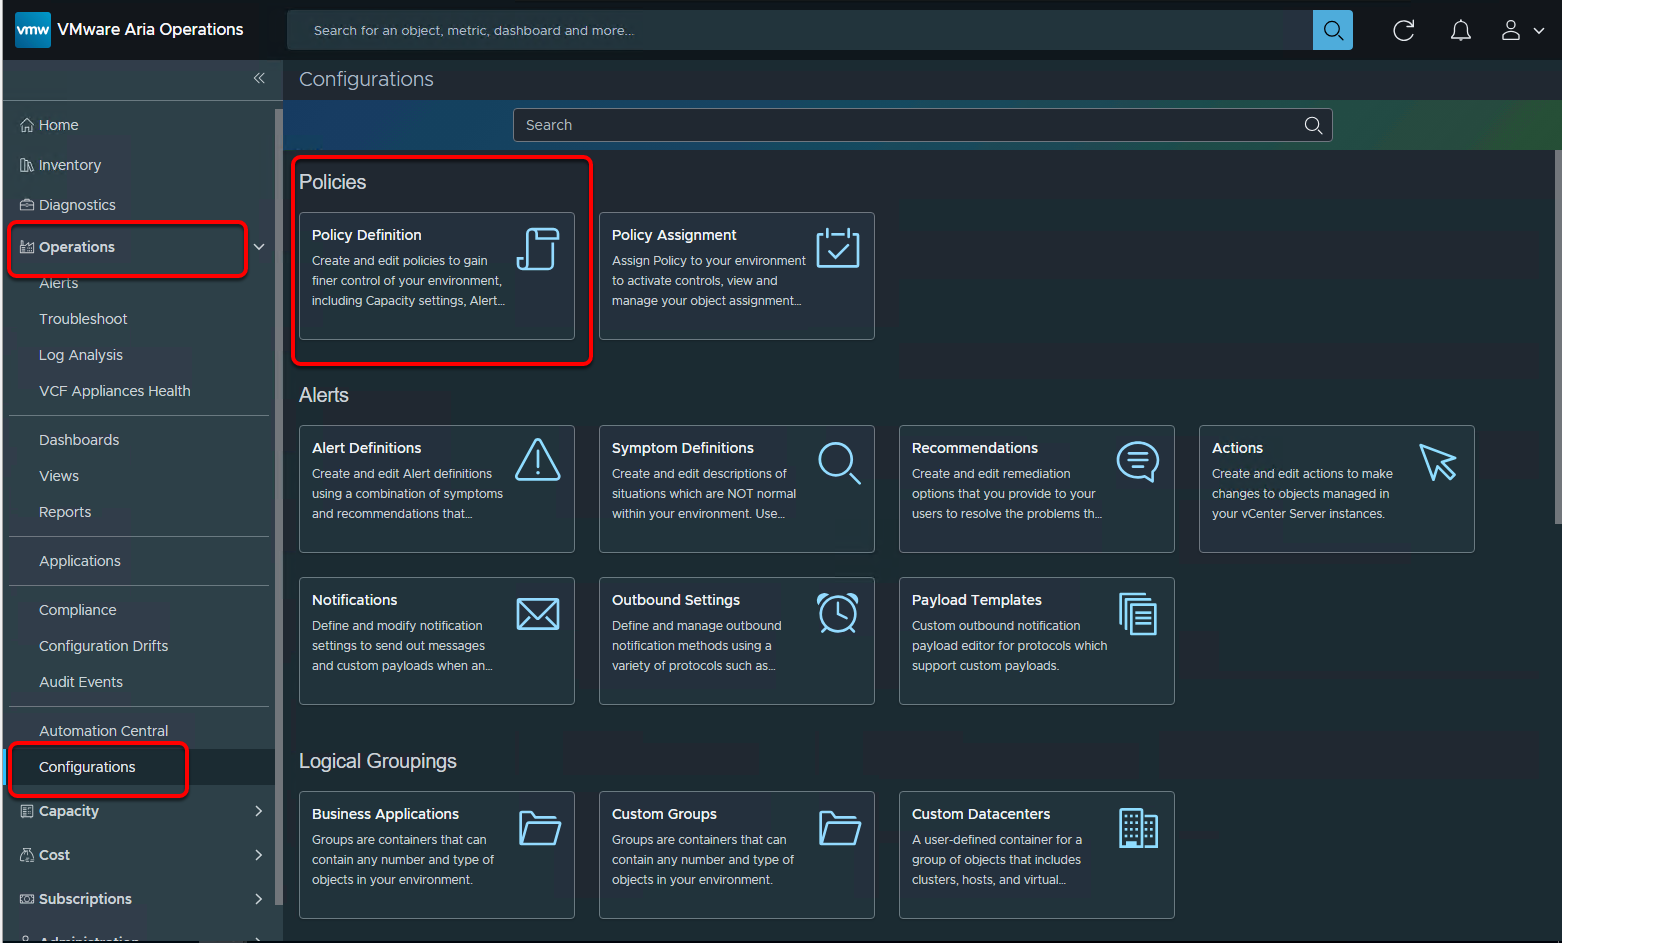 vmw VMware Aria Operations
Search for an object, metric, dashboard and more...
Configurations
Search
Home
Inventory
Diagnostics
Operations
Alerts
Troubleshoot
Log Analysis
VCF Appliances Health
Dashboards
Views
Reports
Applications
Compliance
Configuration Drifts
Audit Events
Automation Central
Configurations
Capacity
Cost
Subscriptions
Administration
Policies
Policy Definition
Create and edit policies to gain
finer control of your environment,
including Capacity settings, Alert...
Policy Assignment
Assign Policy to your environment
to activate controls, view and
manage your object assignment...
Alerts
Alert Definitions
Create and edit Alert definitions
using a combination of symptoms
and recommendations that...
Symptom Definitions
Create and edit descriptions of
situations which are NOT normal
within your environment. Use...
Recommendations
Create and edit remediation
options that you provide to your
users to resolve the problems th...
Actions
Create and edit actions to make
changes to objects managed in
your vCenter Server instances.
Notifications
Define and modify notification
settings to send out messages
and custom payloads when an...
Outbound Settings
Define and manage outbound
notification methods using a
variety of protocols such as...
Payload Templates
Custom outbound notification
payload editor for protocols which
support custom payloads.
Logical Groupings
Business Applications
Groups are containers that can
contain any number and type of
objects in your environment.
Custom Groups
Groups are containers that can
contain any number and type of
objects in your environment.
Custom Datacenters
A user-defined container for a
group of objects that includes
clusters, hosts, and virtual...